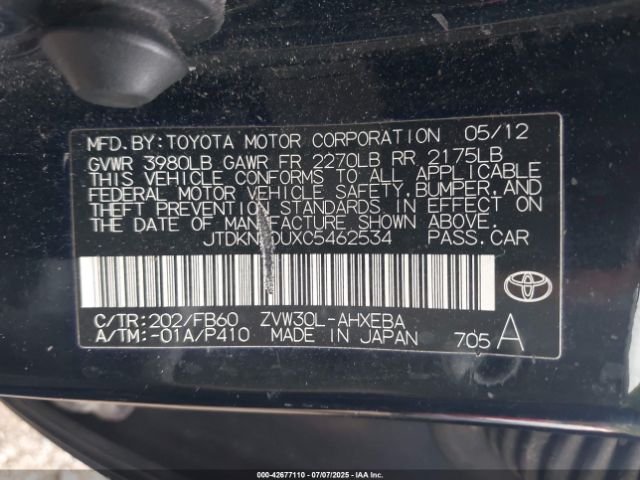 MFD.BY:TOYOTA MOTOR CORPORATION 05/12
GVWR 3980LB GAWR FR 2270LB RR 2175LB
THIS VEHICLE CONFORMS TO ALL APPLICABLE
FEDERAL MOTOR VEHICLE SAFETY, BUMPER, AND
THEFT PREVENTION STANDARDS IN EFFECT ON
THE DATE OF MANUFACTURE SHOWN ABOVE.
PASS.CAR
C/TR:202/FB60 ZVW30L-AHXEBA
A/TM:-01A/P410 MADE IN JAPAN 705 A
000-42677110 - 07/07/2025 - IAAI.com